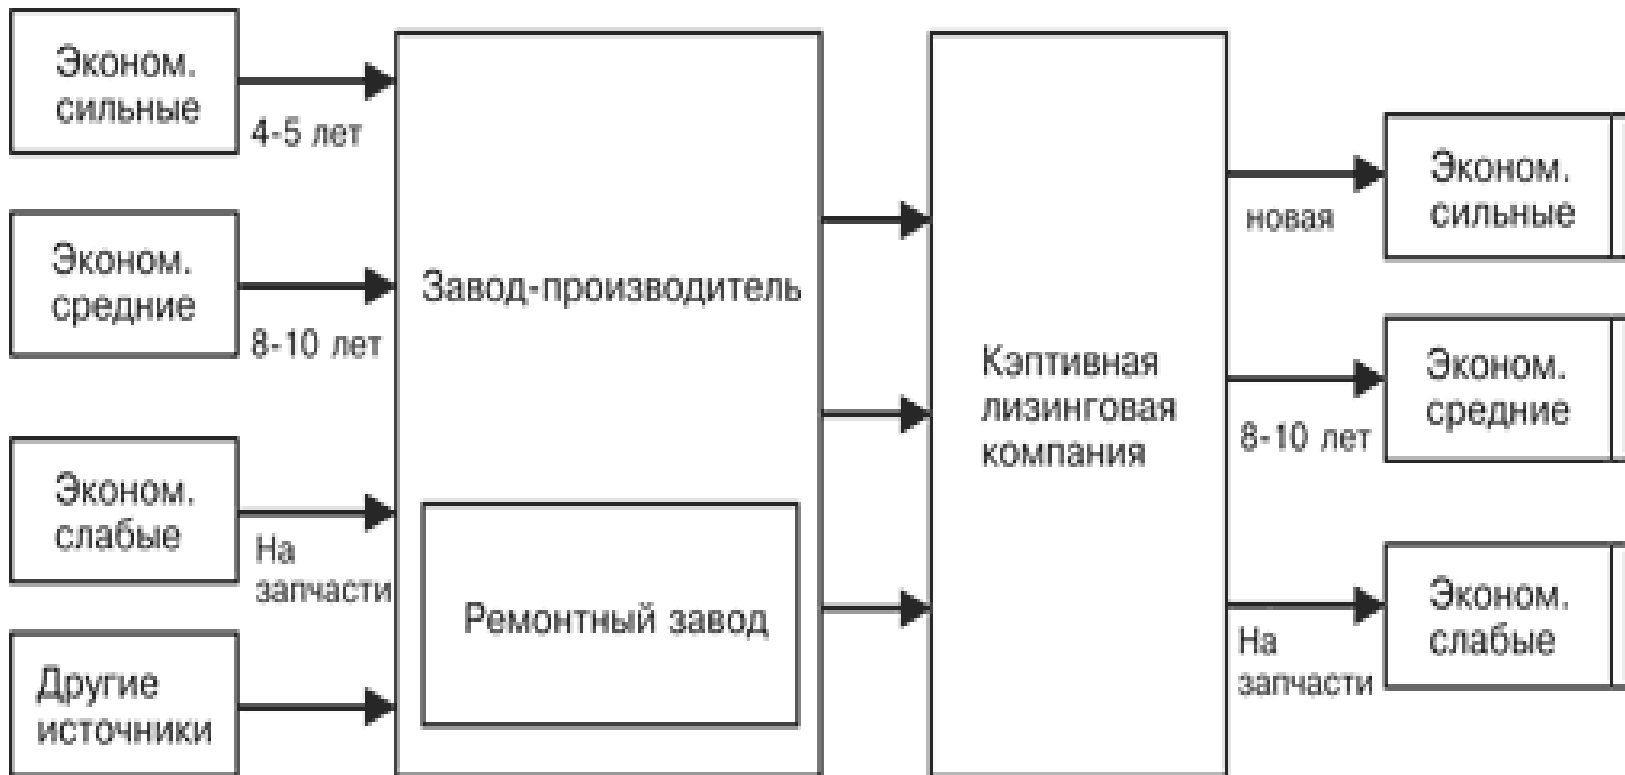 Эконом.
сильные
4-5 лет
Эконом.
средние
8-10 лет
Эконом.
слабые
На
запчасти
Другие
источники
Завод-производитель
Ремонтный завод
Кэптивная
лизинговая
компания
новая
Эконом.
сильные
8-10 лет
Эконом.
средние
На
запчасти
Эконом.
слабые